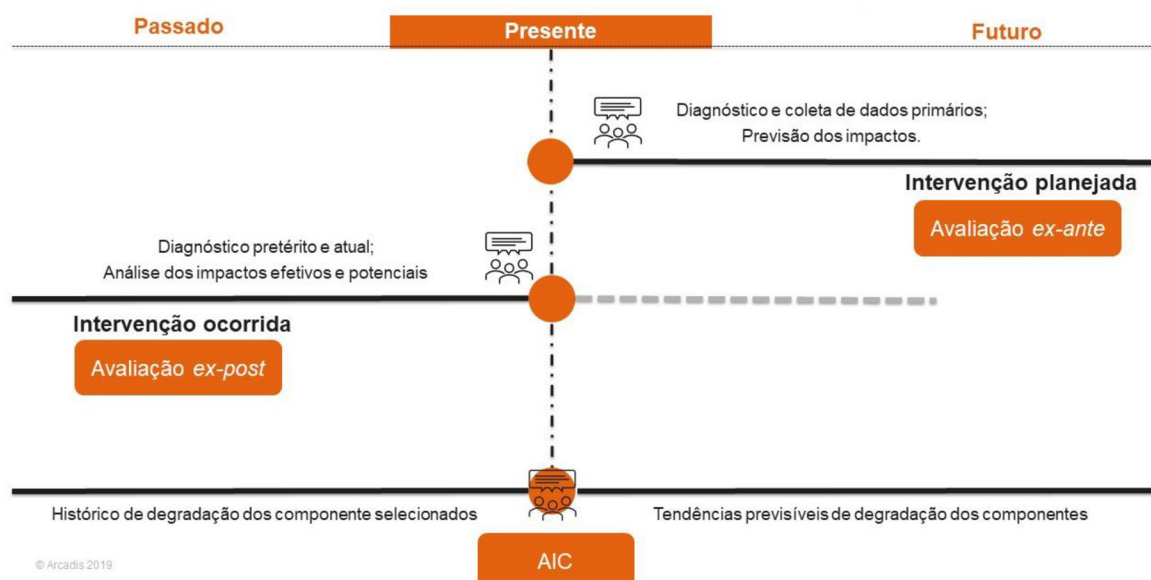 Passado
Presente
Futuro
Diagnóstico e coleta de dados primários;
Previsão dos impactos.
Intervenção planejada
Avaliação ex-ante
Diagnóstico pretérito e atual;
Análise dos impactos efetivos e potenciais
Intervenção ocorrida
Avaliação ex-post
Histórico de degradação dos componente selecionados
Tendências previsíveis de degradação dos componentes
AIC
© Arcadis 2019